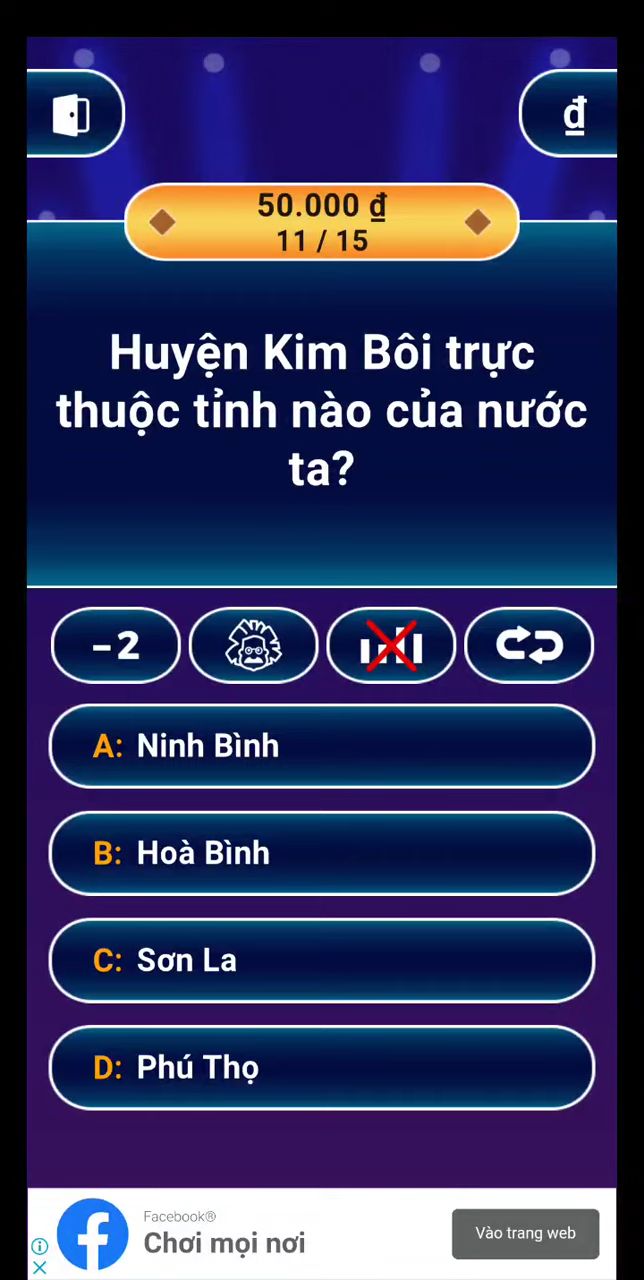 đ
50.000 đ
11 / 15
Huyện Kim Bôi trực
thuộc tỉnh nào của nước
ta?
–2
A: Ninh Bình
B: Hoà Bình
C: Sơn La
D: Phú Thọ
Facebook®
Chơi mọi nơi
Vào trang web